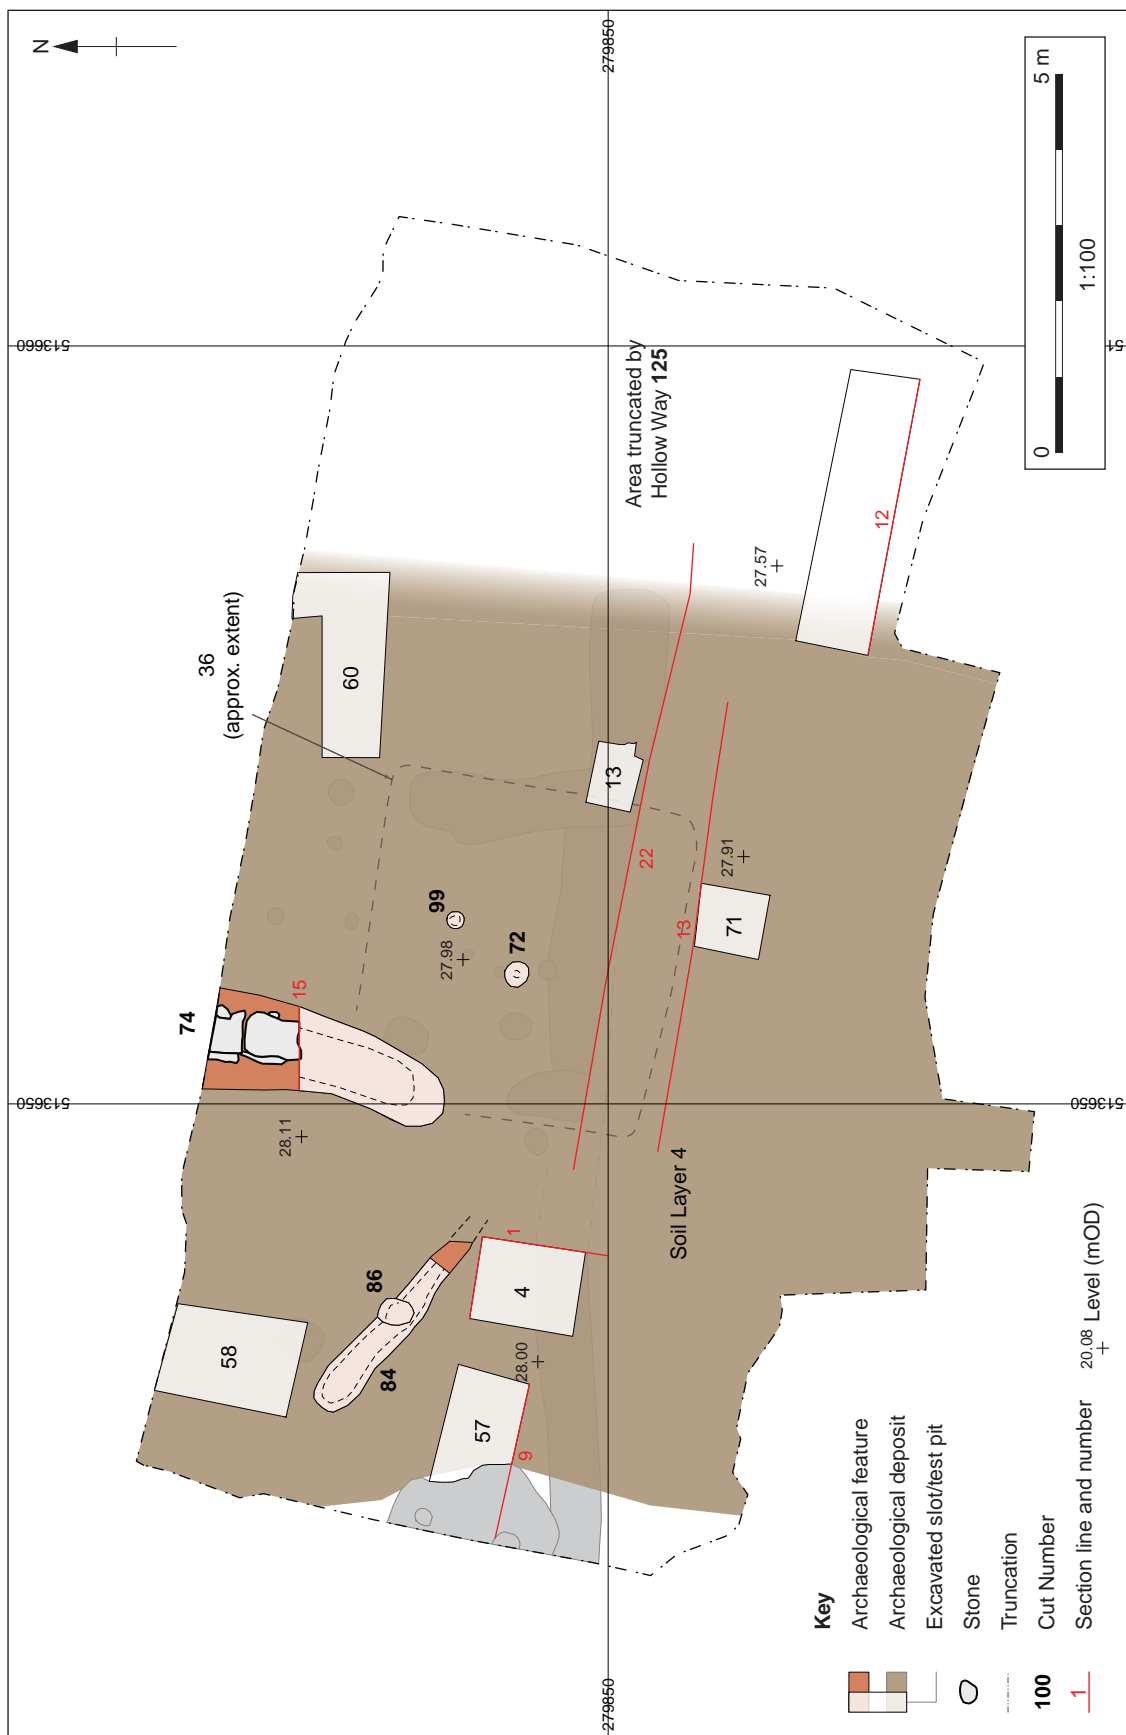 N
279850
5 m
0
1:100
513660
51
Area truncated by
Hollow Way 125
12
27.57
36
(approx. extent)
60
13
22
27.91
13
71
99
27.98
72
74
15
28.11
513650
513650
Soil Layer 4
1
4
86
84
58
28.00
57
9
279850
Key
Archaeological feature
Archaeological deposit
Excavated slot/test pit
Stone
Truncation
100
Cut Number
1
Section line and number
20.08
Level (mOD)